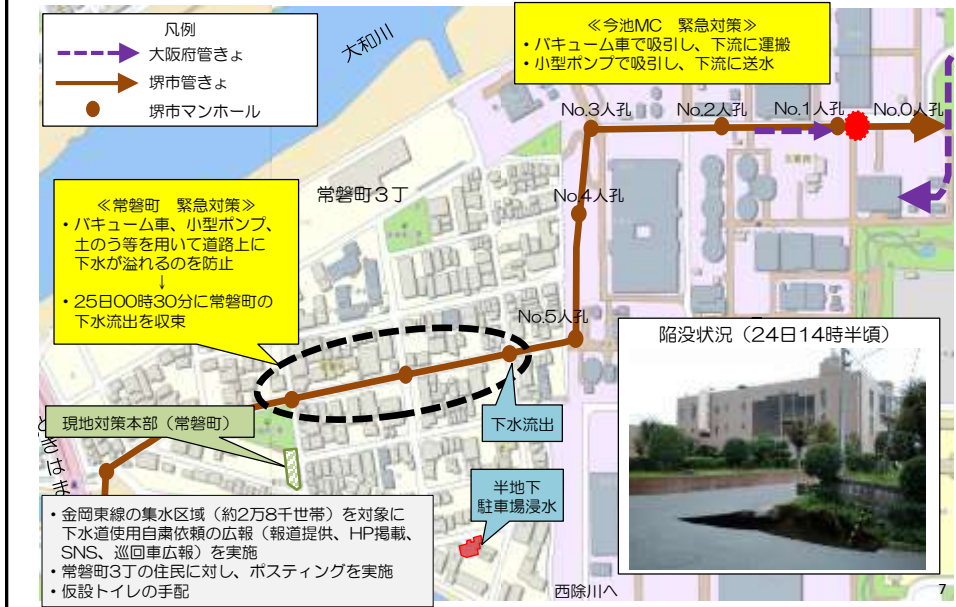 凡例
大阪府管きょ
堺市管きょ
堺市マンホール
大和川
≪今池MC 緊急対策≫
・バキューム車で吸引し、下流に運搬
・小型ポンプで吸引し、下流に送水
No.3人孔
No.2人孔
No.1人孔
No.0人孔
常磐町3丁
No.4人孔
≪常磐町 緊急対策≫
・バキューム車、小型ポンプ、
土のう等を用いて道路上に
下水が溢れるのを防止
↓
・25日00時30分に常磐町の
下水流出を収束
No.5人孔
陥没状況(24日14時半頃)
現地対策本部(常磐町)
下水流出
ときはま
半地下
駐車場浸水
・金岡東線の集水区域(約2万8千世帯)を対象に
下水道使用自粛依頼の広報(報道提供、HP掲載、
SNS、巡回車広報)を実施
・常磐町3丁の住民に対し、ポスティングを実施
・仮設トイレの手配
西除川へ
7